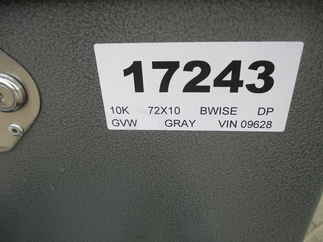 17243
10K 72X10 BWISE DP
GVW GRAY VIN 09628